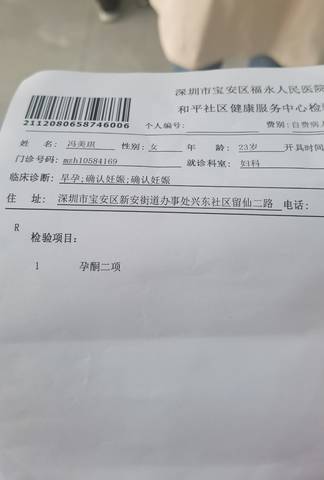 深圳市宝安区福永人民医院
和平社区健康服务中心检验
2112080658746006
个人编号： 费别：自费病人
姓 名： 冯美琪 性别：女 年 龄： 23岁 开具时间
门诊号码：mzh10584169 就诊科室： 妇科
临床诊断：早孕;确认妊娠;确认妊娠
住 址： 深圳市宝安区新安街道办事处兴东社区留仙二路 电话：
R
检验项目：
1 孕酮二项